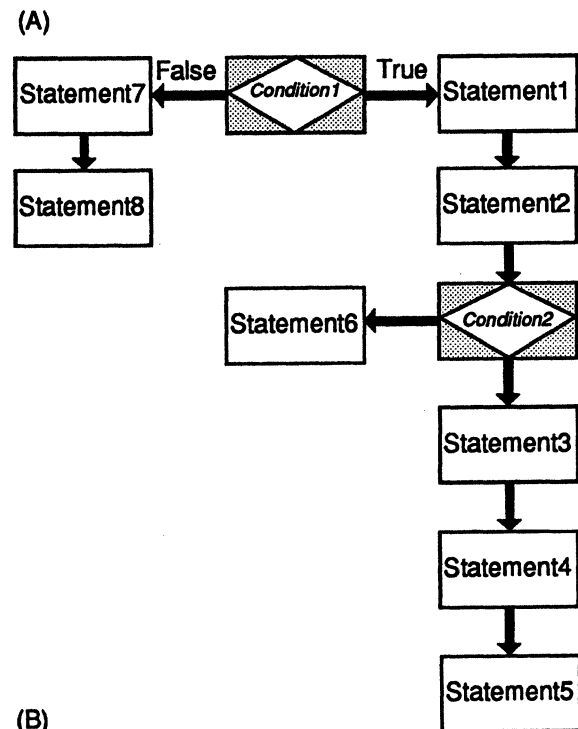 (A)
False
True
Statement7
Condition1
Statement1
Statement8
Statement2
Statement6
Condition2
Statement3
Statement4
Statement5
(B)